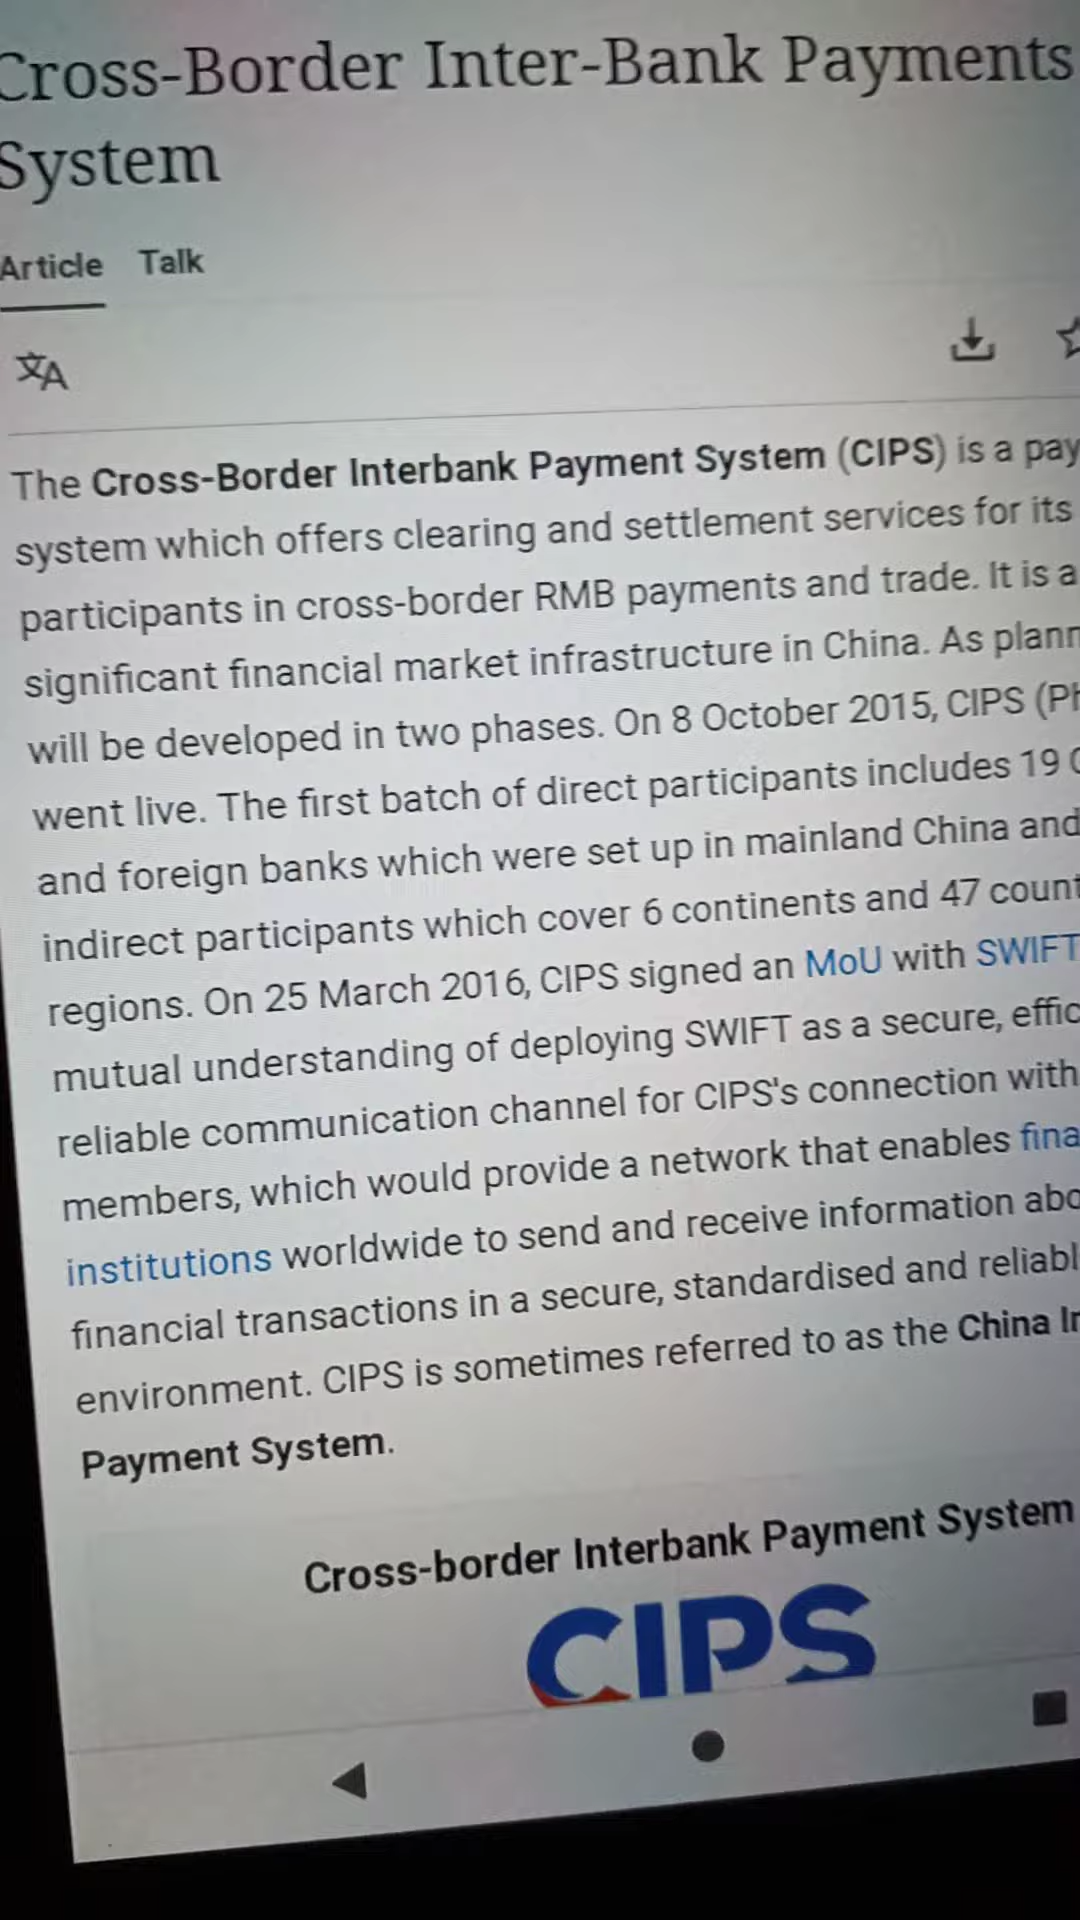 Cross-Border Inter-Bank Payments
System
Article Talk
The Cross-Border Interbank Payment System (CIPS) is a pay
system which offers clearing and settlement services for its
participants in cross-border RMB payments and trade. It is a
significant financial market infrastructure in China. As plann
will be developed in two phases. On 8 October 2015, CIPS (Ph
went live. The first batch of direct participants includes 19 C
and foreign banks which were set up in mainland China and
indirect participants which cover 6 continents and 47 count
regions. On 25 March 2016, CIPS signed an MoU with SWIFT
mutual understanding of deploying SWIFT as a secure, effic
reliable communication channel for CIPS's connection with
members, which would provide a network that enables fina
institutions worldwide to send and receive information abo
financial transactions in a secure, standardised and reliabl
environment. CIPS is sometimes referred to as the China In
Payment System.
Cross-border Interbank Payment System
CIPS